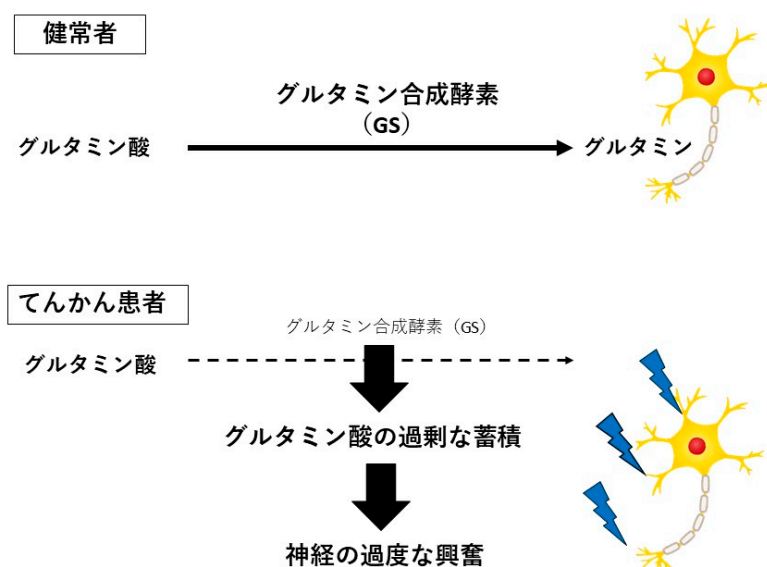 健常者
グルタミン合成酵素
（GS）
グルタミン酸
グルタミン
てんかん患者
グルタミン合成酵素（GS）
グルタミン酸
グルタミン酸の過剰な蓄積
神経の過度な興奮